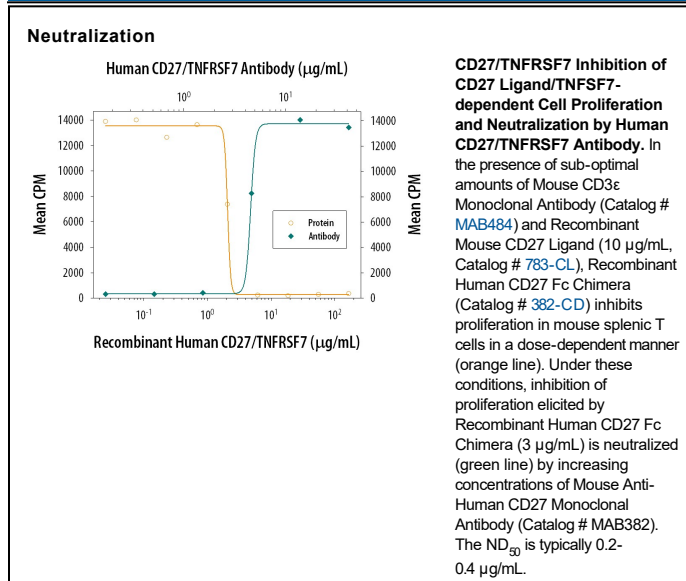 Neutralization
Human CD27/TNFRSF7 Antibody (µg/mL)
10⁰ 10¹
14000 14000
12000 12000
10000 10000
8000 8000
6000 6000
4000 4000
2000 2000
0 0
Mean CPM
Mean CPM
Protein
Antibody
10⁻¹ 10⁰ 10¹ 10²
Recombinant Human CD27/TNFRSF7 (µg/mL)
CD27/TNFRSF7 Inhibition of
CD27 Ligand/TNFSF7-
dependent Cell Proliferation
and Neutralization by Human
CD27/TNFRSF7 Antibody. In
the presence of sub-optimal
amounts of Mouse CD3ε
Monoclonal Antibody (Catalog #
MAB484) and Recombinant
Mouse CD27 Ligand (10 µg/mL,
Catalog # 783-CL), Recombinant
Human CD27 Fc Chimera
(Catalog # 382-CD) inhibits
proliferation in mouse splenic T
cells in a dose-dependent manner
(orange line). Under these
conditions, inhibition of
proliferation elicited by
Recombinant Human CD27 Fc
Chimera (3 µg/mL) is neutralized
(green line) by increasing
concentrations of Mouse Anti-
Human CD27 Monoclonal
Antibody (Catalog # MAB382).
The ND₅₀ is typically 0.2-
0.4 µg/mL.